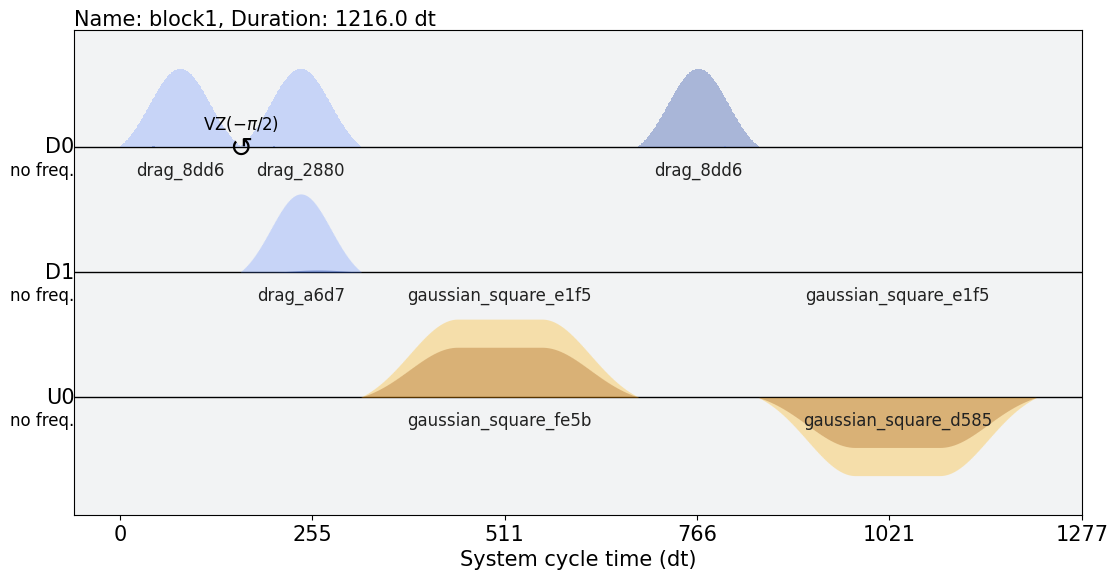 Name: block1, Duration: 1216.0 dt
VZ(−π/2)
D0
no freq. drag_8dd6 drag_2880 drag_8dd6
D1
no freq. drag_a6d7 gaussian_square_e1f5 gaussian_square_e1f5
U0
no freq. gaussian_square_fe5b gaussian_square_d585
0 255 511 766 1021 1277
System cycle time (dt)